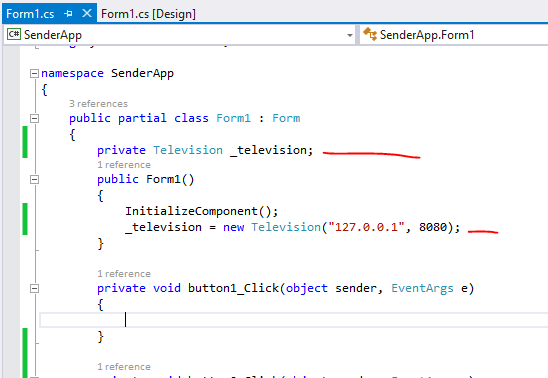 Form1.cs Form1.cs [Design]
C# SenderApp SenderApp.Form1
namespace SenderApp
{
3 references
public partial class Form1 : Form
{
private Television _television;
1 reference
public Form1()
{
InitializeComponent();
_television = new Television("127.0.0.1", 8080);
}
1 reference
private void button1_Click(object sender, EventArgs e)
{
}
1 reference